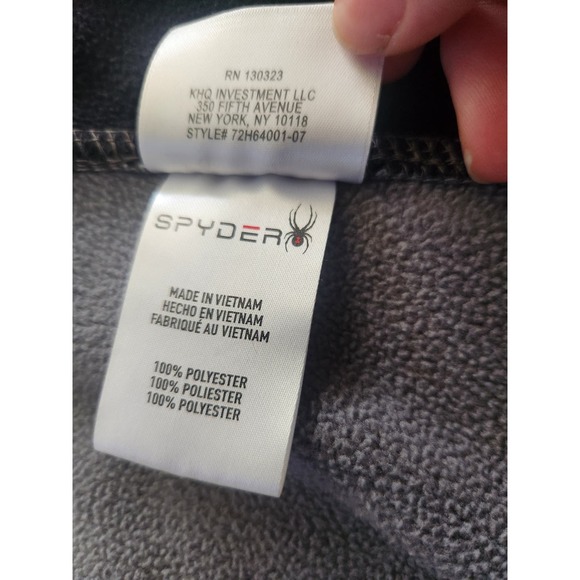 RN 130323
KHQ INVESTMENT LLC
350 FIFTH AVENUE
NEW YORK, NY 10118
STYLE# 72H64001-07
SPYDER
MADE IN VIETNAM
HECHO EN VIETNAM
FABRIQUÉ AU VIETNAM
100% POLYESTER
100% POLIESTER
100% POLYESTER